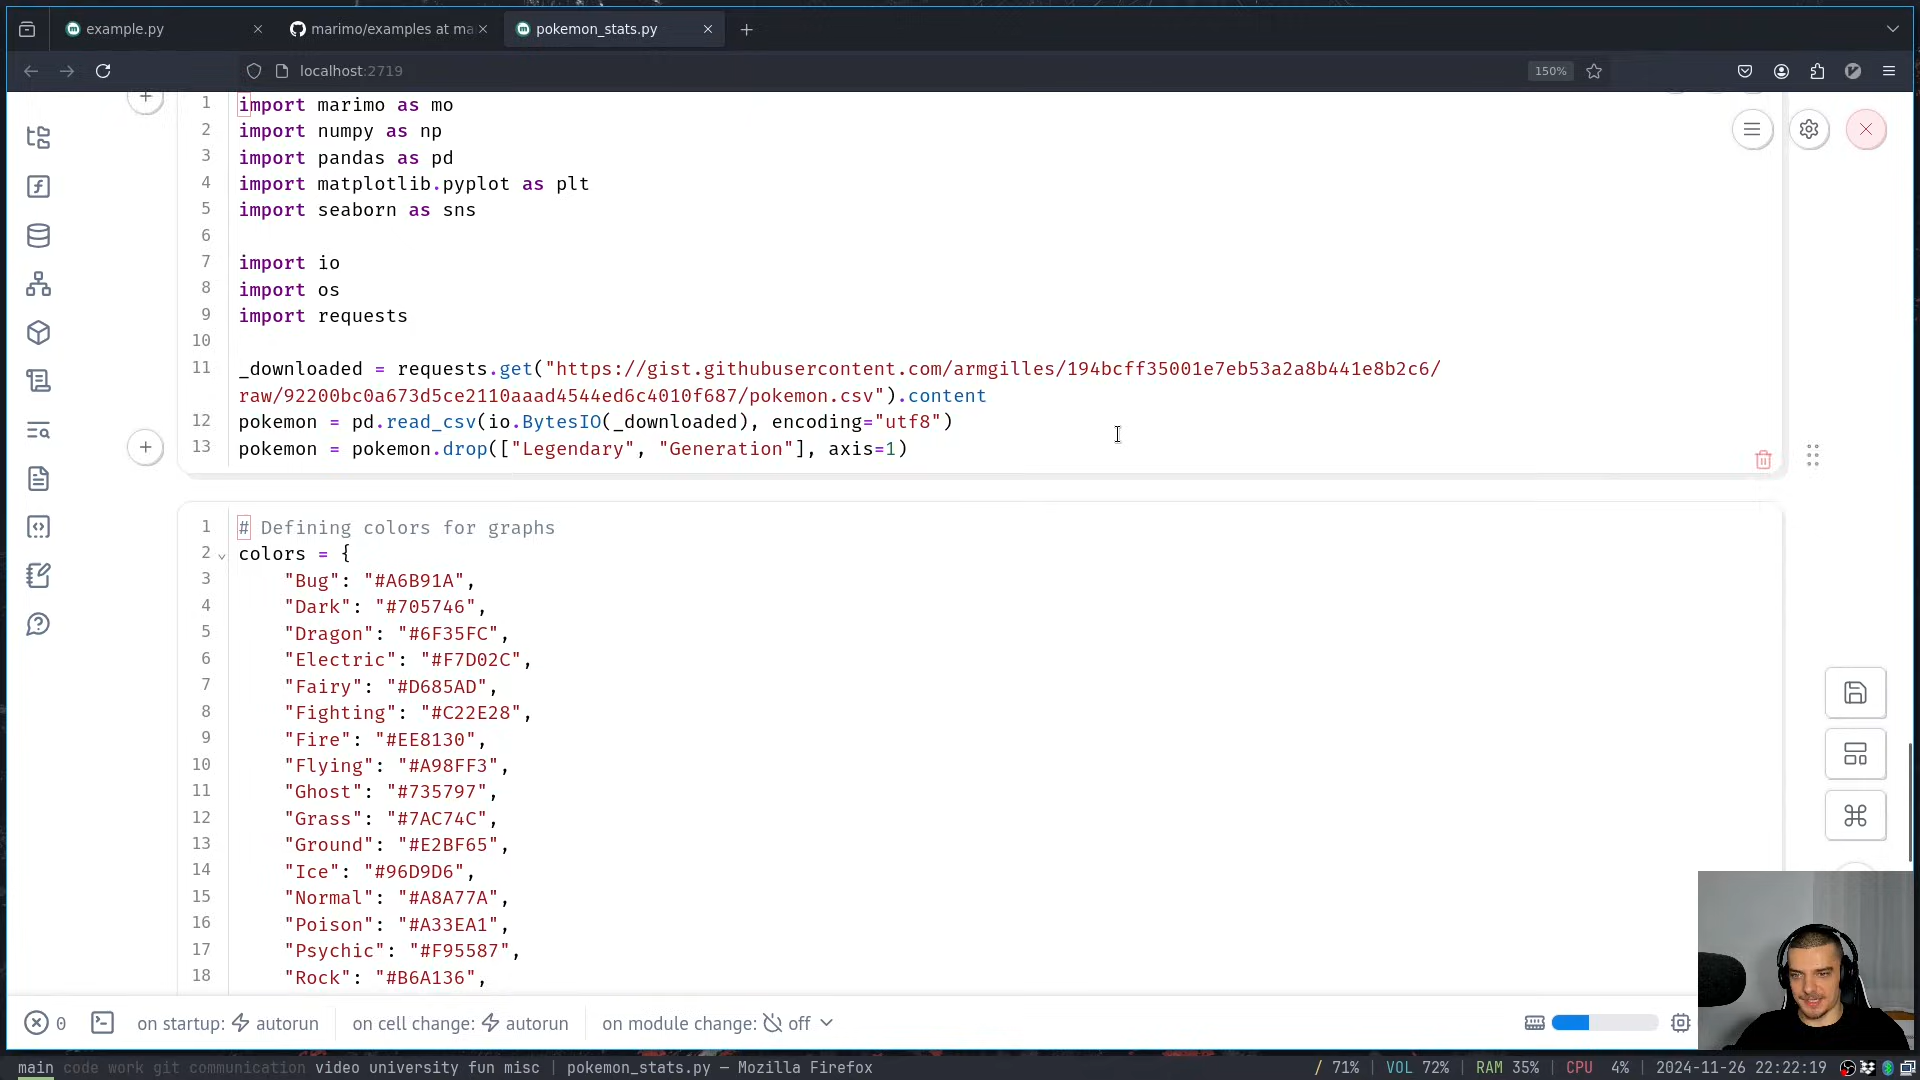 example.py
marimo/examples at ma
pokemon_stats.py
localhost:2719
150%
1 import marimo as mo
2 import numpy as np
3 import pandas as pd
4 import matplotlib.pyplot as plt
5 import seaborn as sns
6
7 import io
8 import os
9 import requests
10
11 _downloaded = requests.get("https://gist.githubusercontent.com/armgilles/194bcff35001e7eb53a2a8b441e8b2c6/
raw/92200bc0a673d5ce2110aaad4544ed6c4010f687/pokemon.csv").content
12 pokemon = pd.read_csv(io.BytesIO(_downloaded), encoding="utf8")
13 pokemon = pokemon.drop(["Legendary", "Generation"], axis=1)
1 # Defining colors for graphs
2 colors = {
3 "Bug": "#A6B91A",
4 "Dark": "#705746",
5 "Dragon": "#6F35FC",
6 "Electric": "#F7D02C",
7 "Fairy": "#D685AD",
8 "Fighting": "#C22E28",
9 "Fire": "#EE8130",
10 "Flying": "#A98FF3",
11 "Ghost": "#735797",
12 "Grass": "#7AC74C",
13 "Ground": "#E2BF65",
14 "Ice": "#96D9D6",
15 "Normal": "#A8A77A",
16 "Poison": "#A33EA1",
17 "Psychic": "#F95587",
18 "Rock": "#B6A136",
0 on startup: autorun on cell change: autorun on module change: off
main code work git communication video university fun misc | pokemon_stats.py — Mozilla Firefox / 71% | VOL 72% | RAM 35% | CPU 4% | 2024-11-26 22:22:19